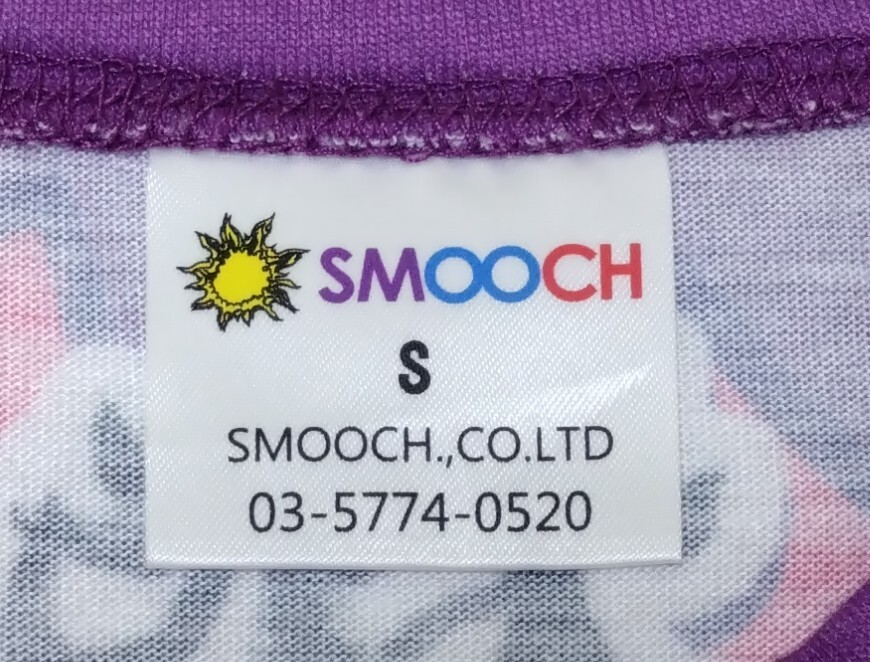 SMOOCH
S
SMOOCH.,CO.LTD
03-5774-0520